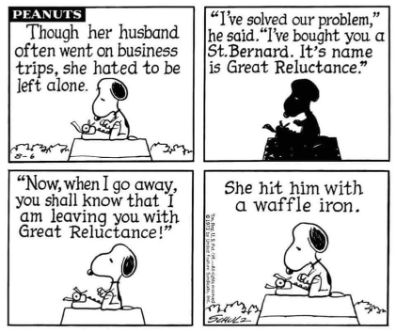 PEANUTS
Though her husband
often went on business
trips, she hated to be
left alone.
8-6
"I've solved our problem,"
he said. "I've bought you a
St. Bernard. It's name
is Great Reluctance."
"Now, when I go away,
you shall know that I
am leaving you with
Great Reluctance!"
She hit him with
a waffle iron.
SCHULZ